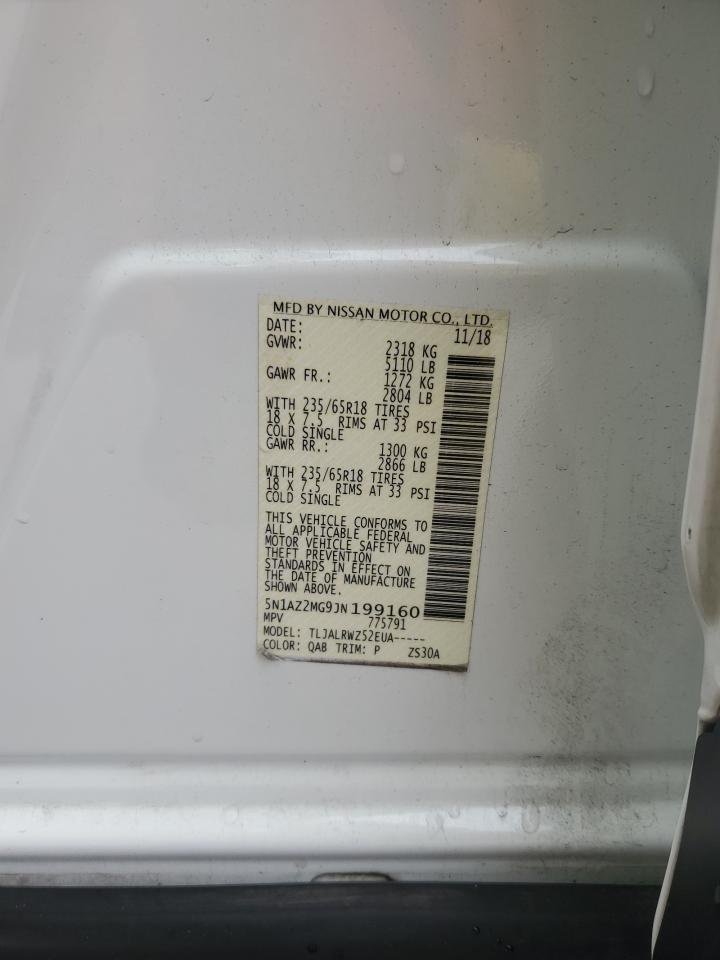 MFD BY NISSAN MOTOR CO., LTD.
DATE: 11/18
GVWR: 2318 KG
5110 LB
GAWR FR.: 1272 KG
2804 LB
WITH 235/65R18 TIRES
18 X 7.5 RIMS AT 33 PSI
COLD SINGLE
GAWR RR.: 1300 KG
2866 LB
WITH 235/65R18 TIRES
18 X 7.5 RIMS AT 33 PSI
COLD SINGLE
THIS VEHICLE CONFORMS TO
ALL APPLICABLE FEDERAL
MOTOR VEHICLE SAFETY AND
THEFT PREVENTION
STANDARDS IN EFFECT ON
THE DATE OF MANUFACTURE
SHOWN ABOVE.
5N1AZ2MG9JN199160
MPV 775791
MODEL: TLJALRWZ52EUA-----
COLOR: QAB TRIM: P ZS30A